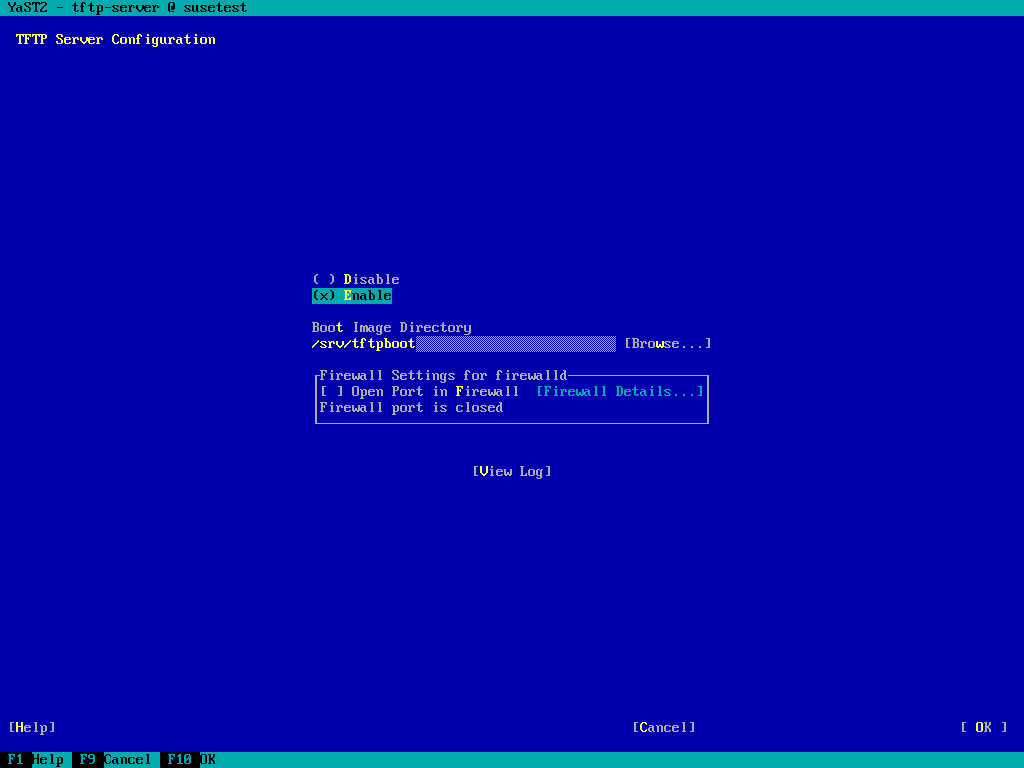 YaST2 - tftp-server @ susetest
TFTP Server Configuration
( ) Disable
(x) Enable
Boot Image Directory
/srv/tftpboot [Browse...]
Firewall Settings for firewalld
[ ] Open Port in Firewall [Firewall Details...]
Firewall port is closed
[View Log]
[Help] [Cancel] [ OK ]
F1 Help F9 Cancel F10 OK